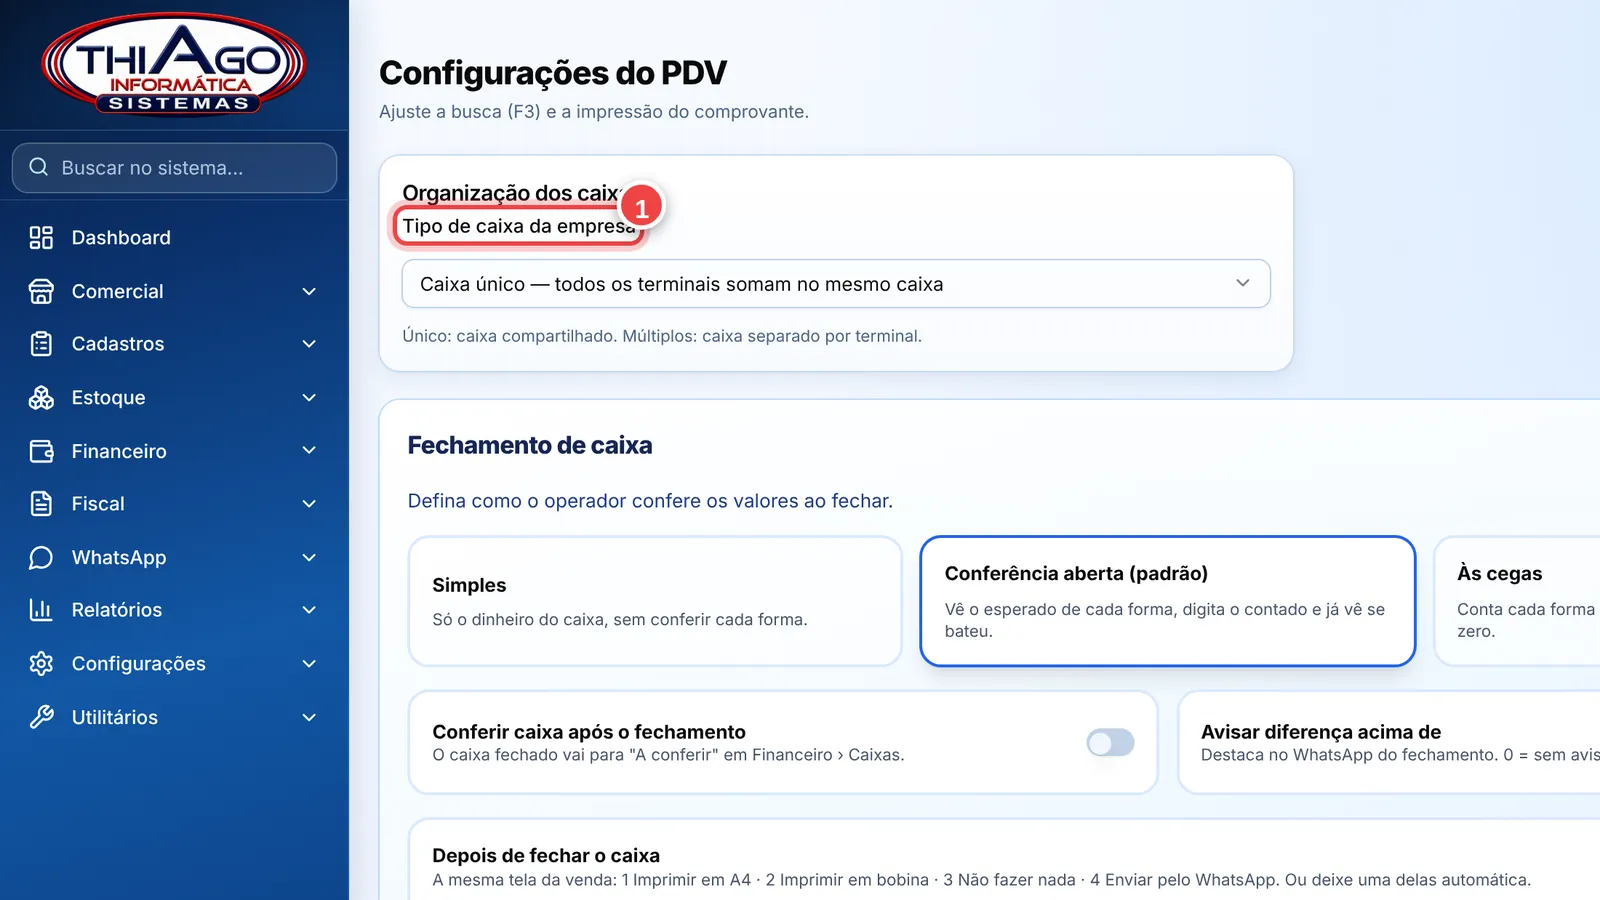 THIAGO
INFORMÁTICA
SISTEMAS
Buscar no sistema...
Dashboard
Comercial
Cadastros
Estoque
Financeiro
Fiscal
WhatsApp
Relatórios
Configurações
Utilitários
Configurações do PDV
Ajuste a busca (F3) e a impressão do comprovante.
Organização dos caix
1
Tipo de caixa da empresa
Caixa único — todos os terminais somam no mesmo caixa
Único: caixa compartilhado. Múltiplos: caixa separado por terminal.
Fechamento de caixa
Defina como o operador confere os valores ao fechar.
Simples
Só o dinheiro do caixa, sem conferir cada forma.
Conferência aberta (padrão)
Vê o esperado de cada forma, digita o contado e já vê se
bateu.
Às cegas
Conta cada forma
zero.
Conferir caixa após o fechamento
O caixa fechado vai para "A conferir" em Financeiro › Caixas.
Avisar diferença acima de
Destaca no WhatsApp do fechamento. 0 = sem avis
Depois de fechar o caixa
A mesma tela da venda: 1 Imprimir em A4 · 2 Imprimir em bobina · 3 Não fazer nada · 4 Enviar pelo WhatsApp. Ou deixe uma delas automática.